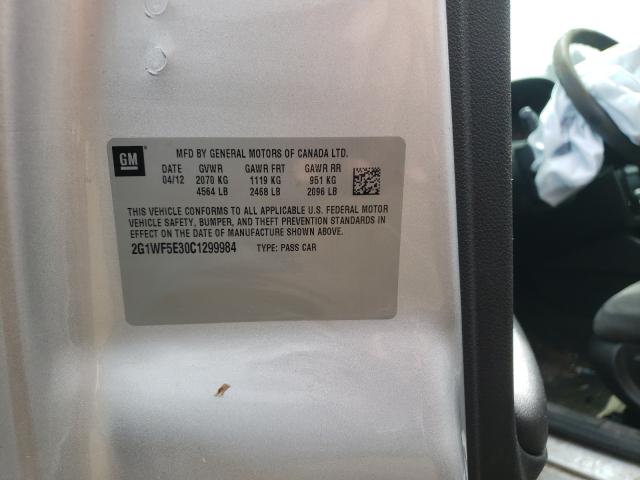 GM
MFD BY GENERAL MOTORS OF CANADA LTD.
DATE GVWR GAWR FRT GAWR RR
04/12 2070 KG 1119 KG 951 KG
4564 LB 2468 LB 2096 LB
THIS VEHICLE CONFORMS TO ALL APPLICABLE U.S. FEDERAL MOTOR
VEHICLE SAFETY, BUMPER, AND THEFT PREVENTION STANDARDS IN
EFFECT ON THE DATE OF MANUFACTURE SHOWN ABOVE.
2G1WF5E30C1299984 TYPE: PASS CAR